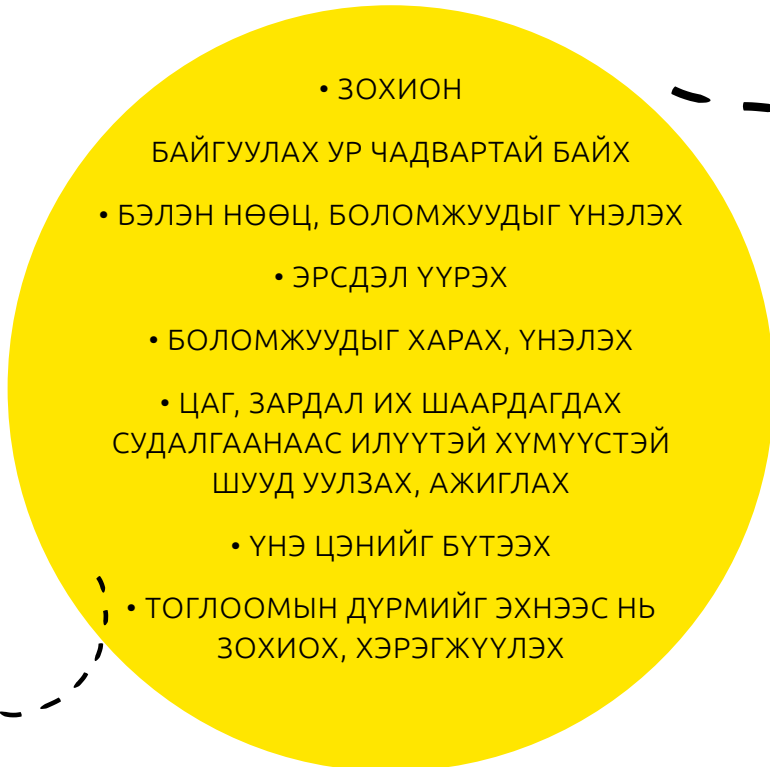 • ЗОХИОН
БАЙГУУЛАХ УР ЧАДВАРТАЙ БАЙХ
• БЭЛЭН НӨӨЦ, БОЛОМЖУУДЫГ ҮНЭЛЭХ
• ЭРСДЭЛ ҮҮРЭХ
• БОЛОМЖУУДЫГ ХАРАХ, ҮНЭЛЭХ
• ЦАГ, ЗАРДАЛ ИХ ШААРДАГДАХ
СУДАЛГААНААС ИЛҮҮТЭЙ ХҮМҮҮСТЭЙ
ШУУД УУЛЗАХ, АЖИГЛАХ
• ҮНЭ ЦЭНИЙГ БҮТЭЭХ
• ТОГЛООМЫН ДҮРМИЙГ ЭХНЭЭС НЬ
ЗОХИОХ, ХЭРЭГЖҮҮЛЭХ